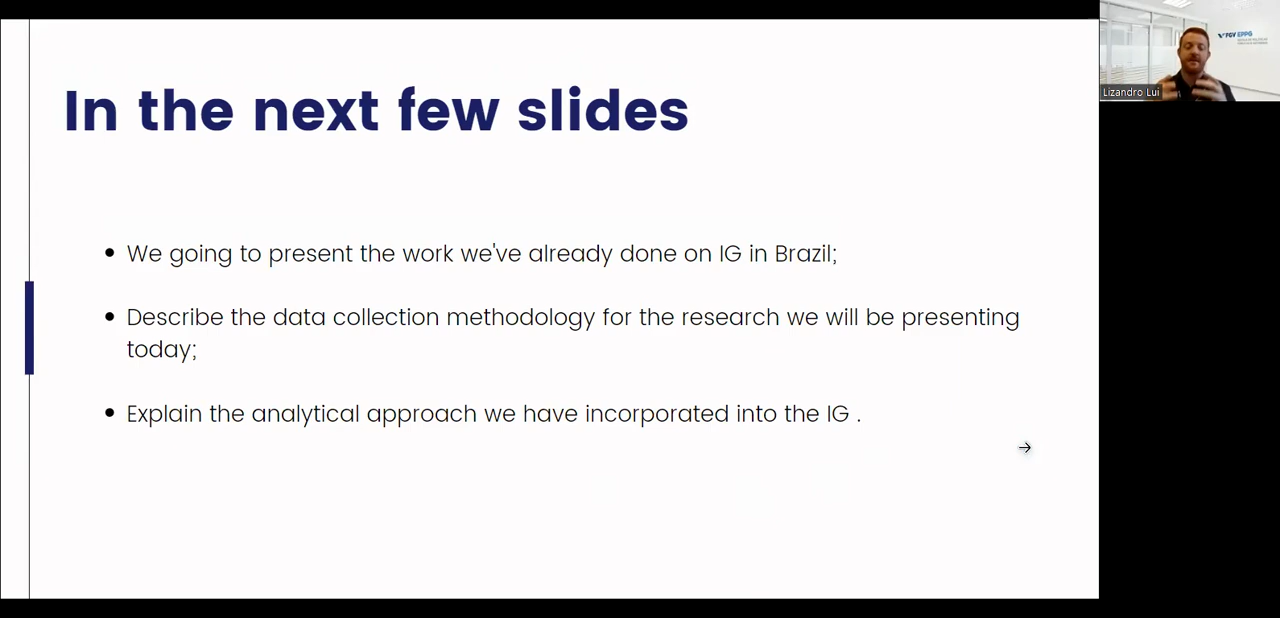 In the next few slides
• We going to present the work we've already done on IG in Brazil;
• Describe the data collection methodology for the research we will be presenting
today;
• Explain the analytical approach we have incorporated into the IG .
→
FGV EPPG
Lizandro Lui